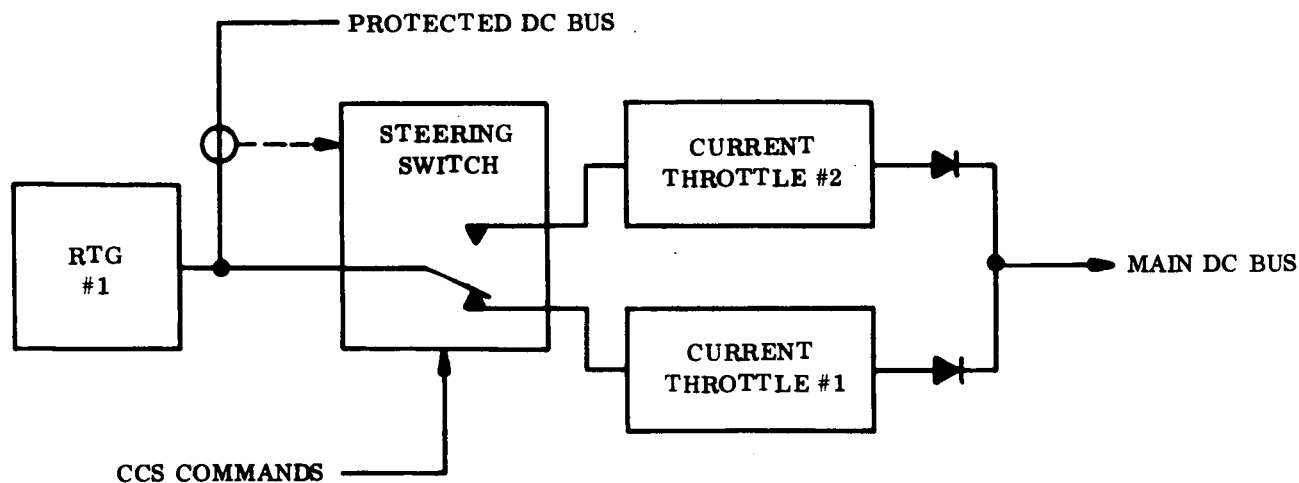 PROTECTED DC BUS
STEERING
SWITCH
CURRENT
THROTTLE #2
RTG
#1
MAIN DC BUS
CURRENT
THROTTLE #1
CCS COMMANDS